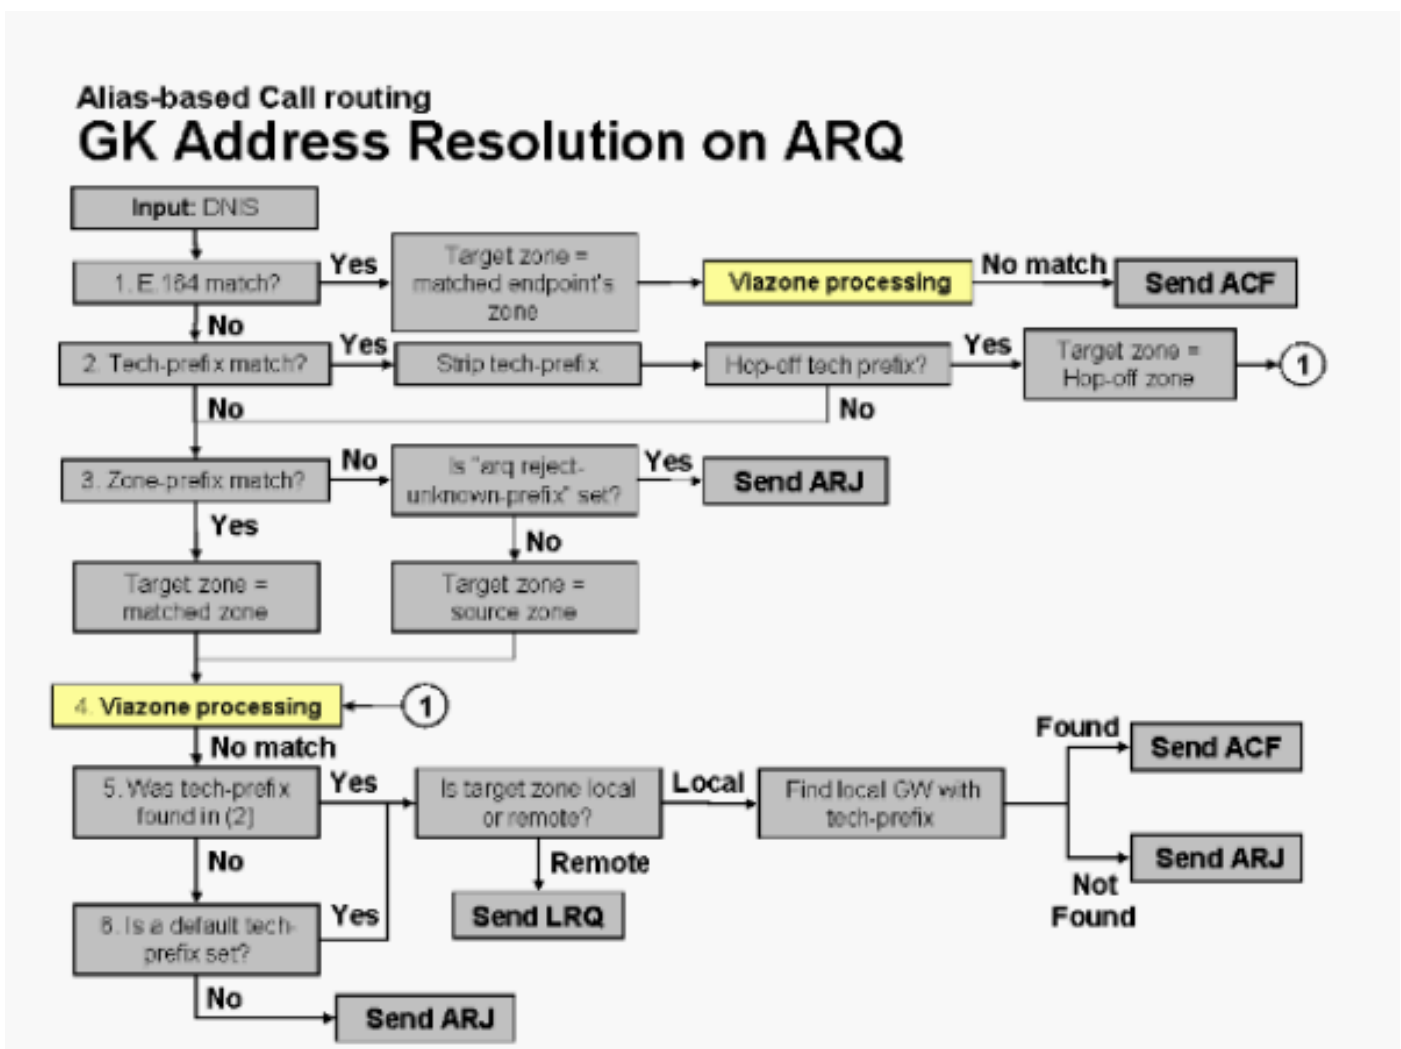 Alias-based Call routing
GK Address Resolution on ARQ
Input: DNIS
1. E.164 match?
Yes
Target zone =
matched endpoint's
zone
Viazone processing
No match
Send ACF
No
2. Tech-prefix match?
Yes
Strip tech-prefix
Hop-off tech prefix?
Yes
Target zone =
Hop-off zone
1
No
No
3. Zone-prefix match?
No
Is "arq reject-
unknown-prefix" set?
Yes
Send ARJ
Yes
No
Target zone =
matched zone
Target zone =
source zone
4. Viazone processing
1
No match
5. Was tech-prefix
found in (2]
Yes
Is target zone local
or remote?
Local
Find local GW with
tech-prefix
Found
Send ACF
Not
Found
Send ARJ
Remote
Send LRQ
No
6. Is a default tech-
prefix set?
Yes
No
Send ARJ